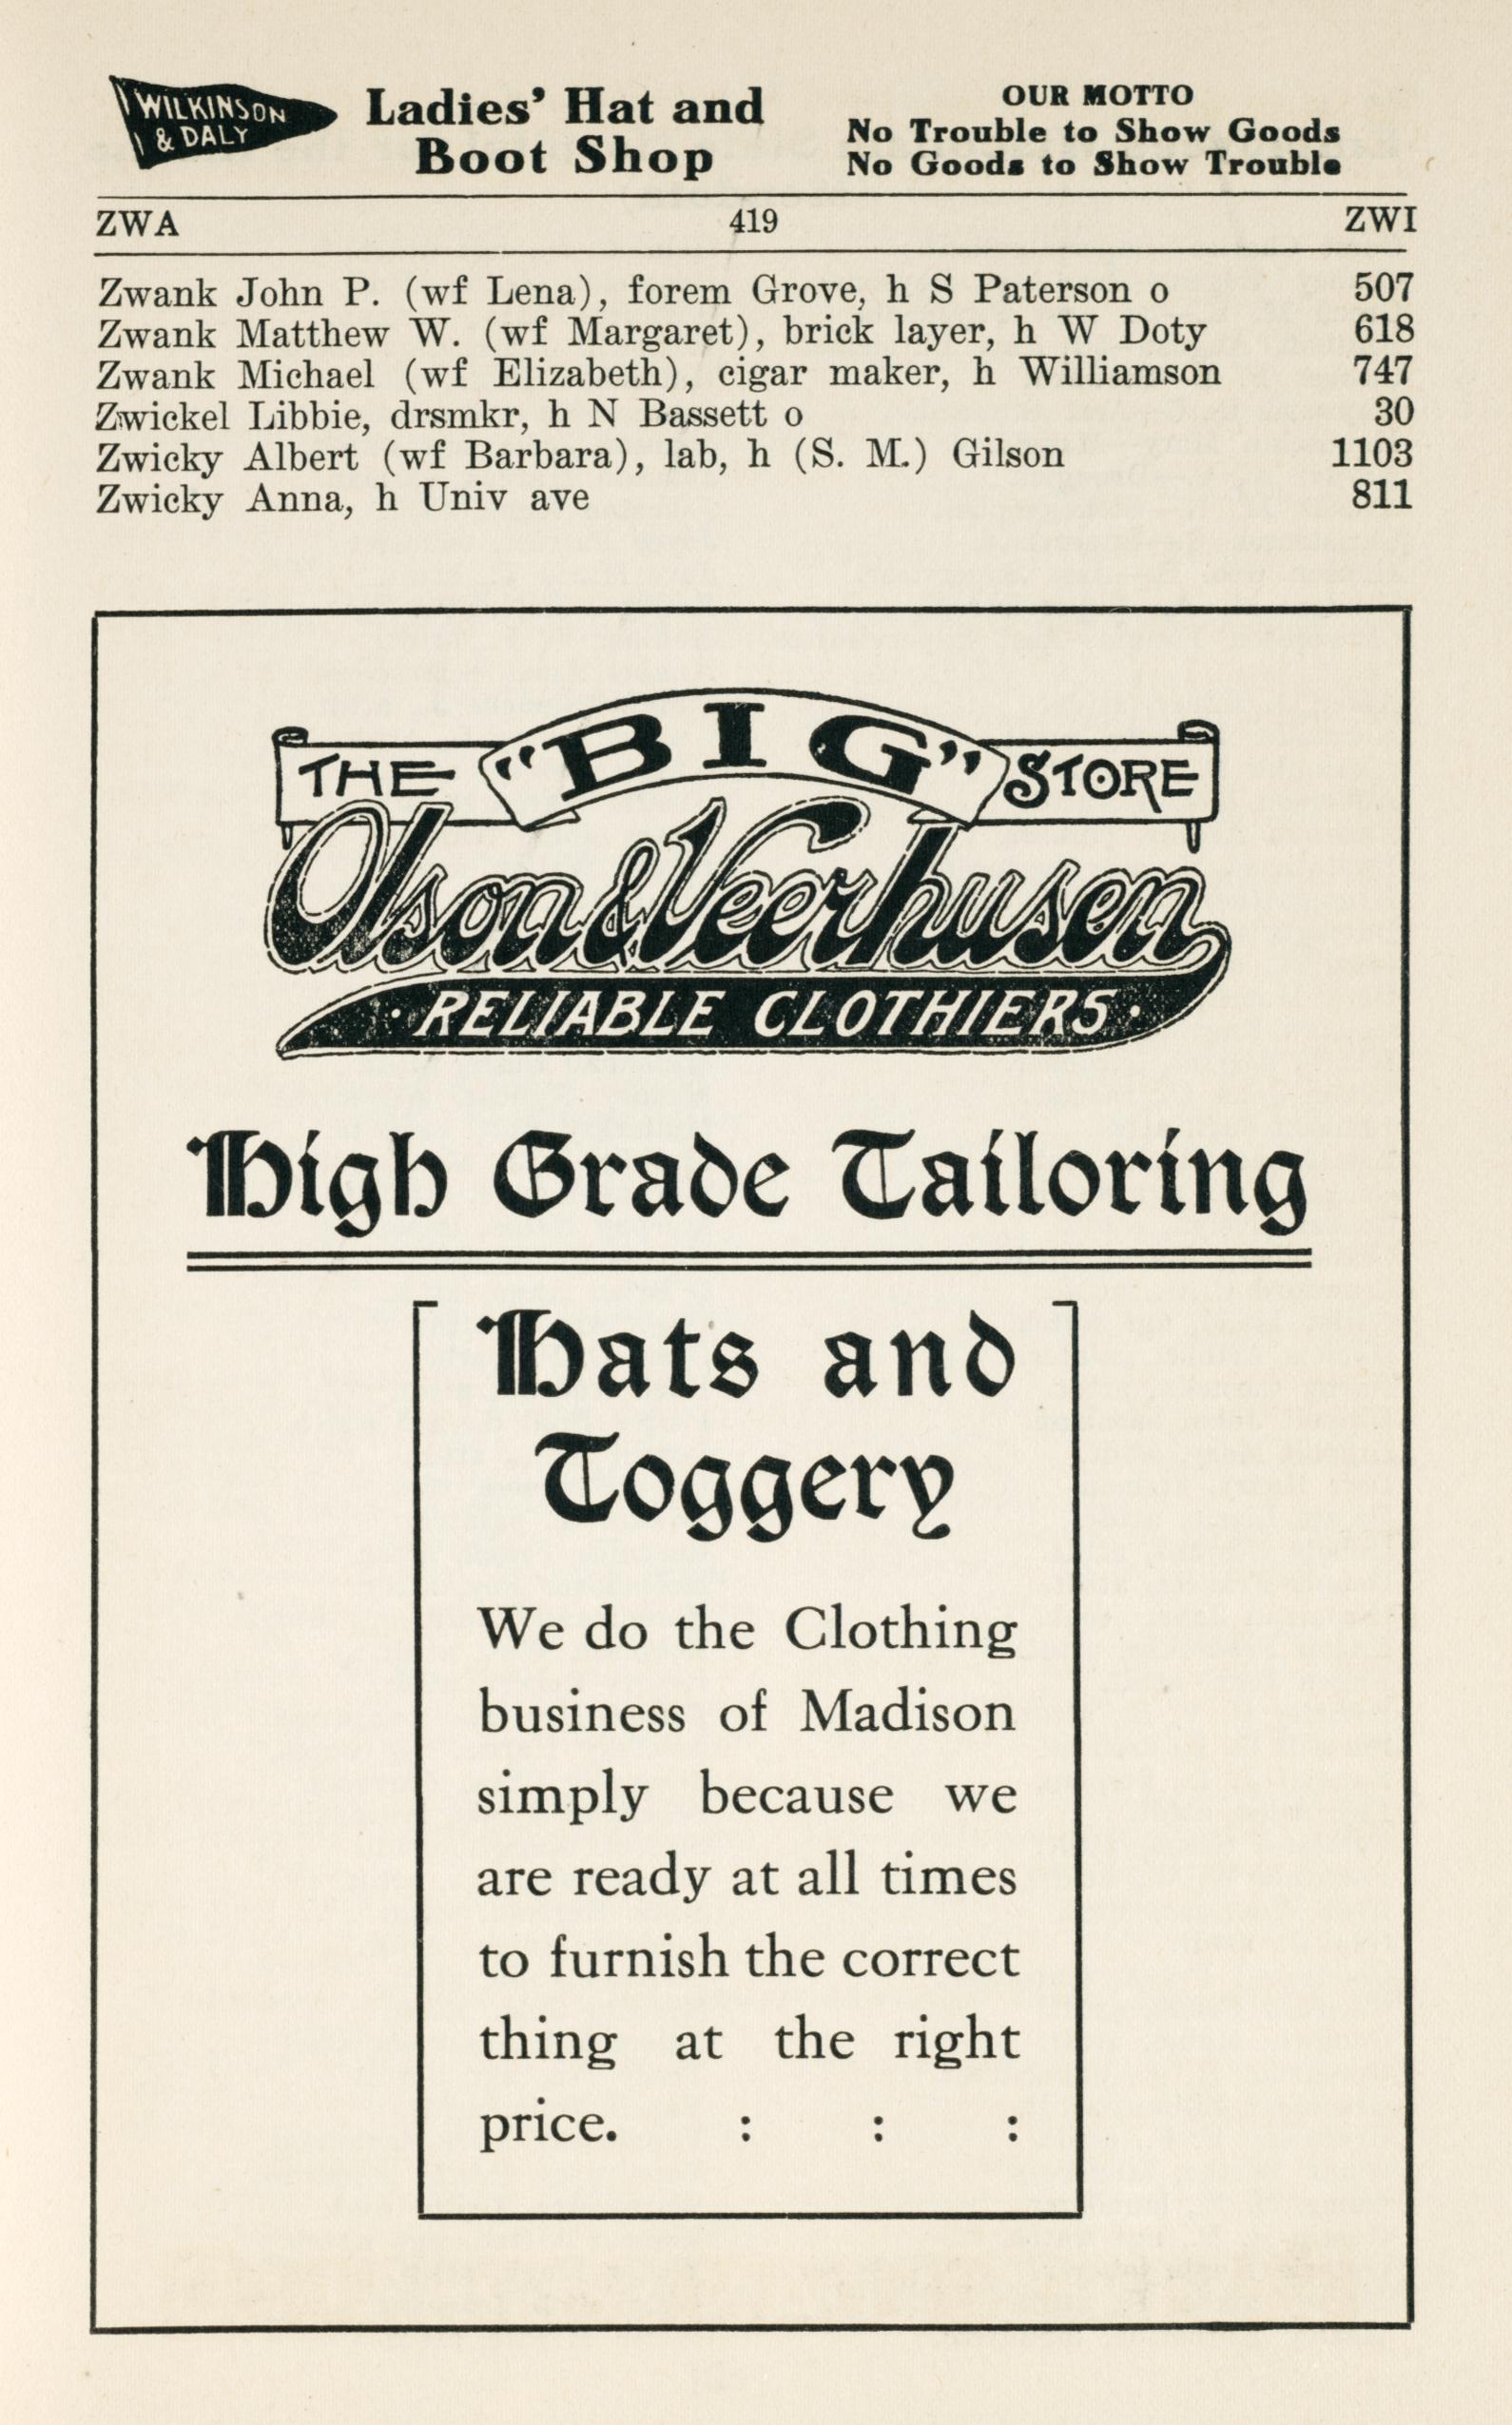 WILKINSON
& DALY
Ladies' Hat and
Boot Shop
OUR MOTTO
No Trouble to Show Goods
No Goods to Show Trouble
ZWA 419 ZWI
Zwank John P. (wf Lena), forem Grove, h S Paterson o 507
Zwank Matthew W. (wf Margaret), brick layer, h W Doty 618
Zwank Michael (wf Elizabeth), cigar maker, h Williamson 747
Zwickel Libbie, drsmkr, h N Bassett o 30
Zwicky Albert (wf Barbara), lab, h (S. M.) Gilson 1103
Zwicky Anna, h Univ ave 811
THE "BIG" STORE
Olson & Veerhusen
· RELIABLE CLOTHIERS ·
High Grade Tailoring
Hats and
Toggery
We do the Clothing
business of Madison
simply because we
are ready at all times
to furnish the correct
thing at the right
price. : : :